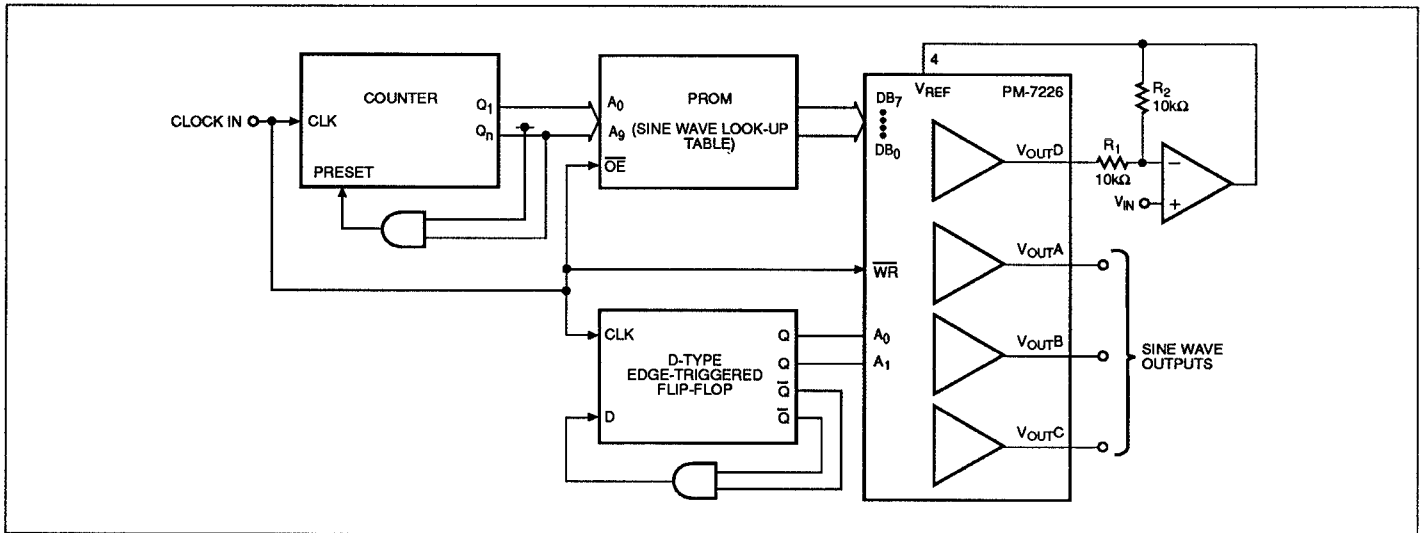 COUNTER
CLOCK IN
CLK
Q1
Qn
PRESET
A0
A9
OE
PROM
(SINE WAVE LOOK-UP
TABLE)
4
VREF
PM-7226
DB7
DB0
WR
A0
A1
VOUTD
VOUTA
VOUTB
VOUTC
R1
10kΩ
R2
10kΩ
VIN
−
+
SINE WAVE
OUTPUTS
CLK
D
D-TYPE
EDGE-TRIGGERED
FLIP-FLOP
Q
Q
Q̅
Q̅